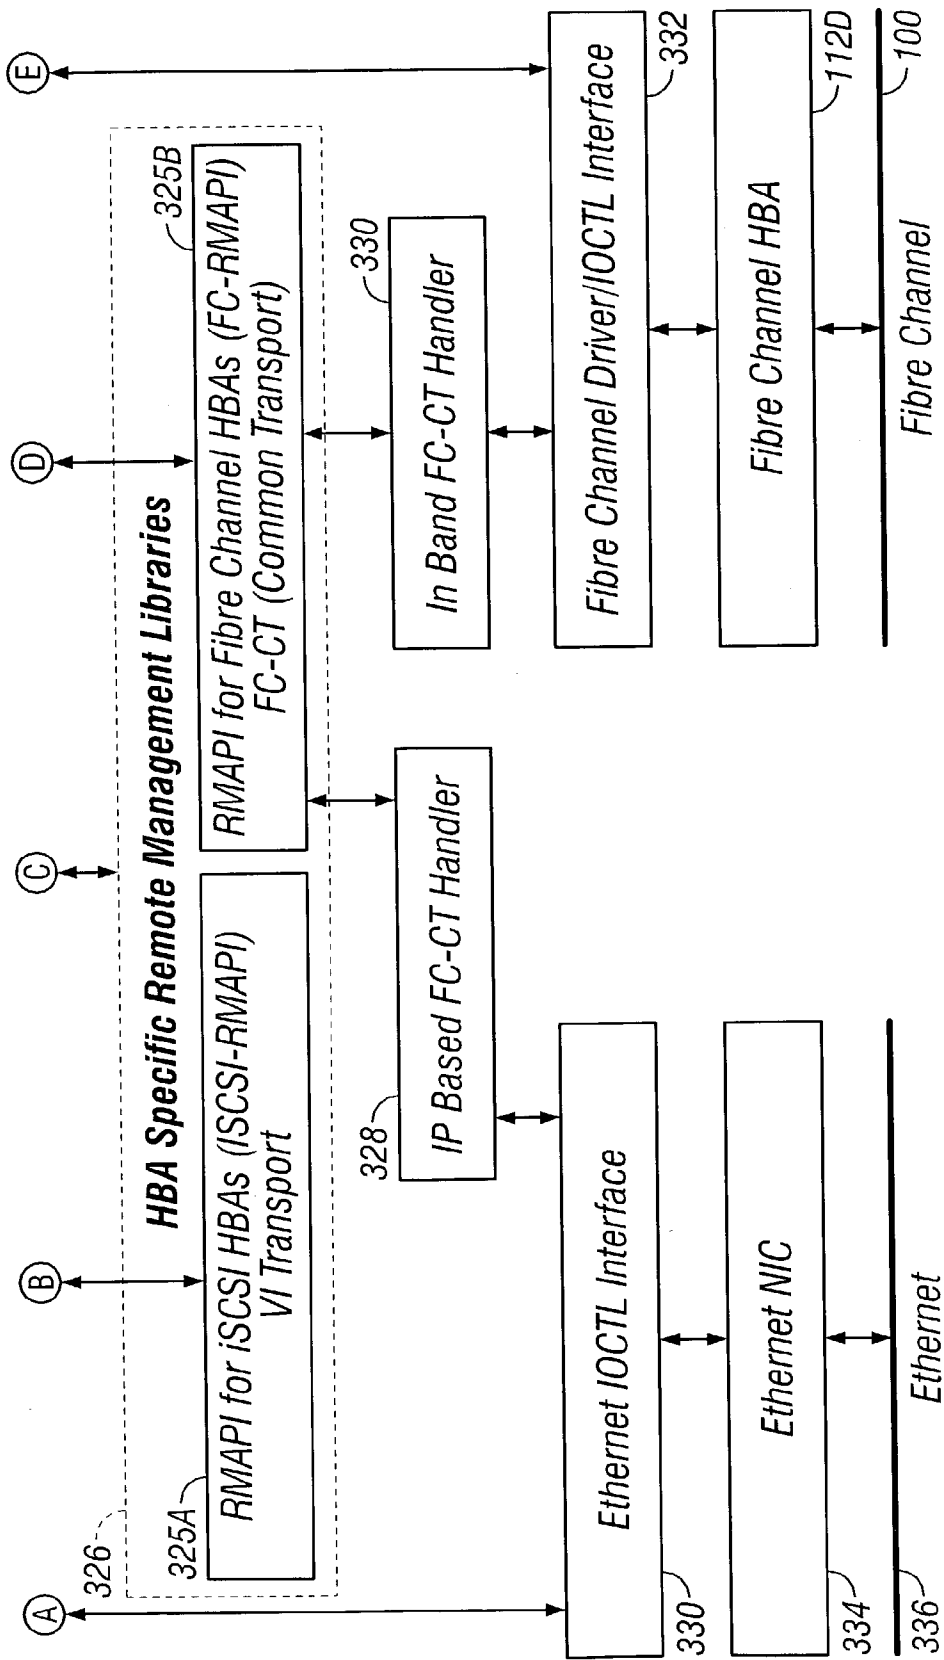 A
B
C
D
E
326
HBA Specific Remote Management Libraries
325A
RMAPI for iSCSI HBAs (ISCSI-RMAPI)
VI Transport
325B
RMAPI for Fibre Channel HBAs (FC-RMAPI)
FC-CT (Common Transport)
328
IP Based FC-CT Handler
330
In Band FC-CT Handler
Ethernet IOCTL Interface
330
Fibre Channel Driver/IOCTL Interface
332
Ethernet NIC
334
Fibre Channel HBA
112D
336
Ethernet
100
Fibre Channel